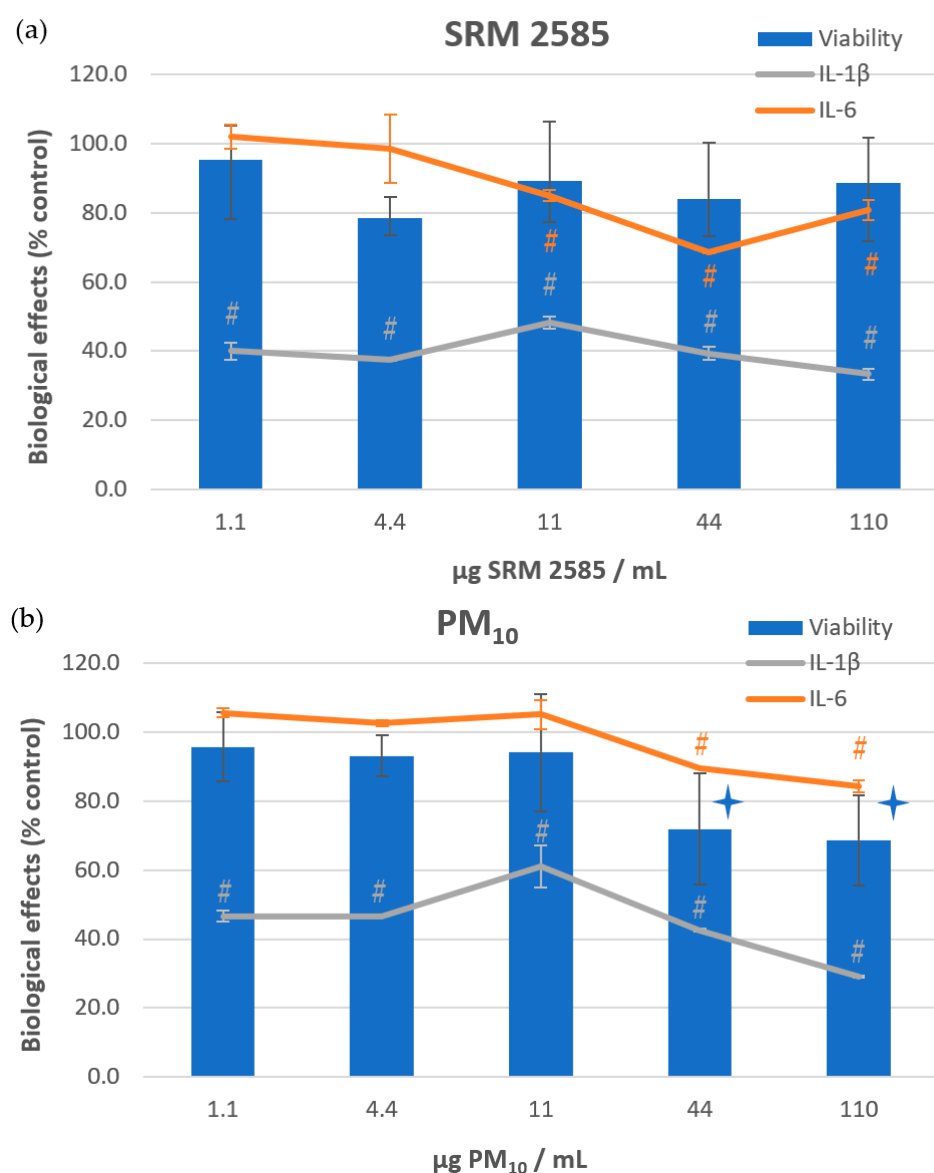 (a)
SRM 2585
Viability
IL-1β
IL-6
Biological effects (% control)
120.0
100.0
80.0
60.0
40.0
20.0
0.0
# # # # #
# # #
1.1 4.4 11 44 110
µg SRM 2585 / mL
(b)
PM₁₀
Viability
IL-1β
IL-6
Biological effects (% control)
120.0
100.0
80.0
60.0
40.0
20.0
0.0
# #
# # # # #
1.1 4.4 11 44 110
µg PM₁₀ / mL